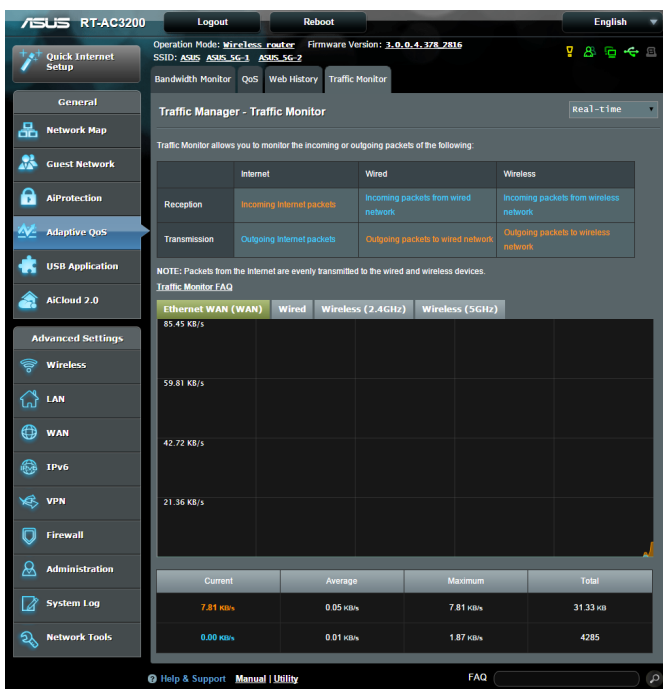 ASUS RT-AC3200 Logout Reboot English
Operation Mode: Wireless router Firmware Version: 3.0.0.4.378_2816
SSID: ASUS ASUS_5G-1 ASUS_5G-2
Quick Internet
Setup
General
Network Map
Guest Network
AiProtection
Adaptive QoS
USB Application
AiCloud 2.0
Advanced Settings
Wireless
LAN
WAN
IPv6
VPN
Firewall
Administration
System Log
Network Tools
Bandwidth Monitor QoS Web History Traffic Monitor
Traffic Manager - Traffic Monitor Real-time
Traffic Monitor allows you to monitor the incoming or outgoing packets of the following:
Internet Wired Wireless
Reception Incoming Internet packets Incoming packets from wired network Incoming packets from wireless network
Transmission Outgoing Internet packets Outgoing packets to wired network Outgoing packets to wireless network
NOTE: Packets from the Internet are evenly transmitted to the wired and wireless devices.
Traffic Monitor FAQ
Ethernet WAN (WAN) Wired Wireless (2.4GHz) Wireless (5GHz)
85.45 KB/s
59.81 KB/s
42.72 KB/s
21.36 KB/s
Current Average Maximum Total
7.81 KB/s 0.05 KB/s 7.81 KB/s 31.33 KB
0.00 KB/s 0.01 KB/s 1.87 KB/s 4285
Help & Support Manual | Utility FAQ